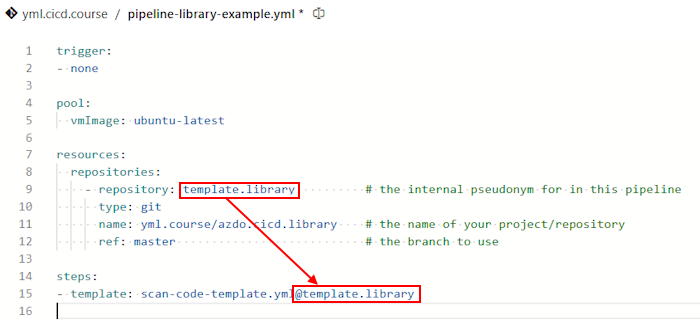 yml.cicd.course / pipeline-library-example.yml *
1 trigger:
2 - none
3
4 pool:
5 vmImage: ubuntu-latest
6
7 resources:
8 repositories:
9 - repository: template.library # the internal pseudonym for in this pipeline
10 type: git
11 name: yml.course/azdo.cicd.library # the name of your project/repository
12 ref: master # the branch to use
13
14 steps:
15 - template: scan-code-template.yml@template.library
16